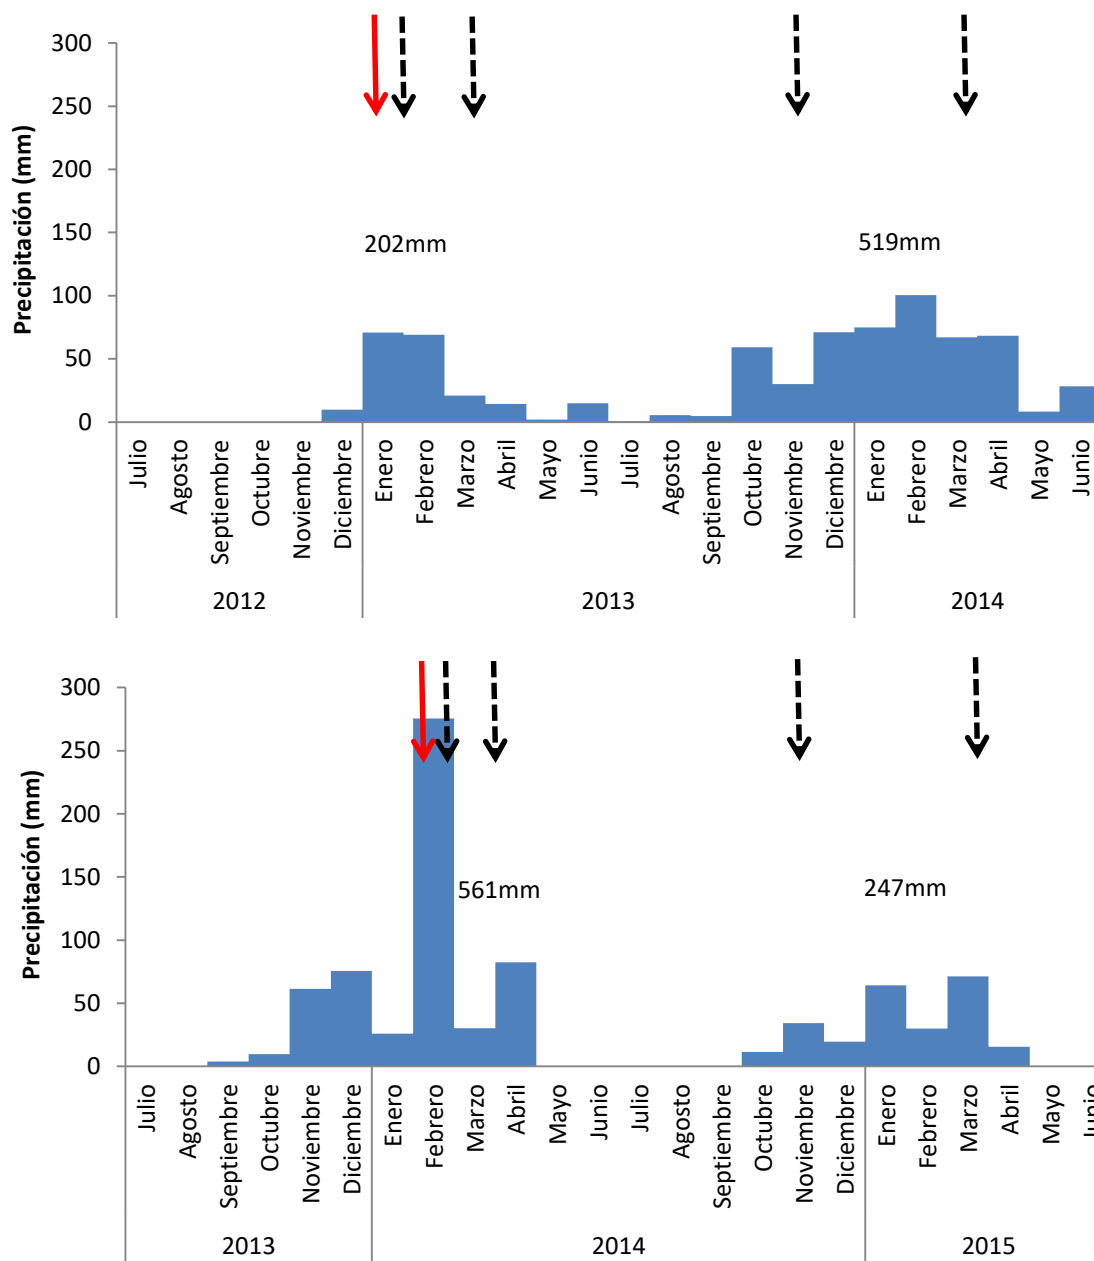 300
250
200
150
100
50
0
Precipitación (mm)
202mm
519mm
Julio
Agosto
Septiembre
Octubre
Noviembre
Diciembre
Enero
Febrero
Marzo
Abril
Mayo
Junio
Julio
Agosto
Septiembre
Octubre
Noviembre
Diciembre
Enero
Febrero
Marzo
Abril
Mayo
Junio
2012
2013
2014
300
250
200
150
100
50
0
Precipitación (mm)
561mm
247mm
Julio
Agosto
Septiembre
Octubre
Noviembre
Diciembre
Enero
Febrero
Marzo
Abril
Mayo
Junio
Julio
Agosto
Septiembre
Octubre
Noviembre
Diciembre
Enero
Febrero
Marzo
Abril
Mayo
Junio
2013
2014
2015